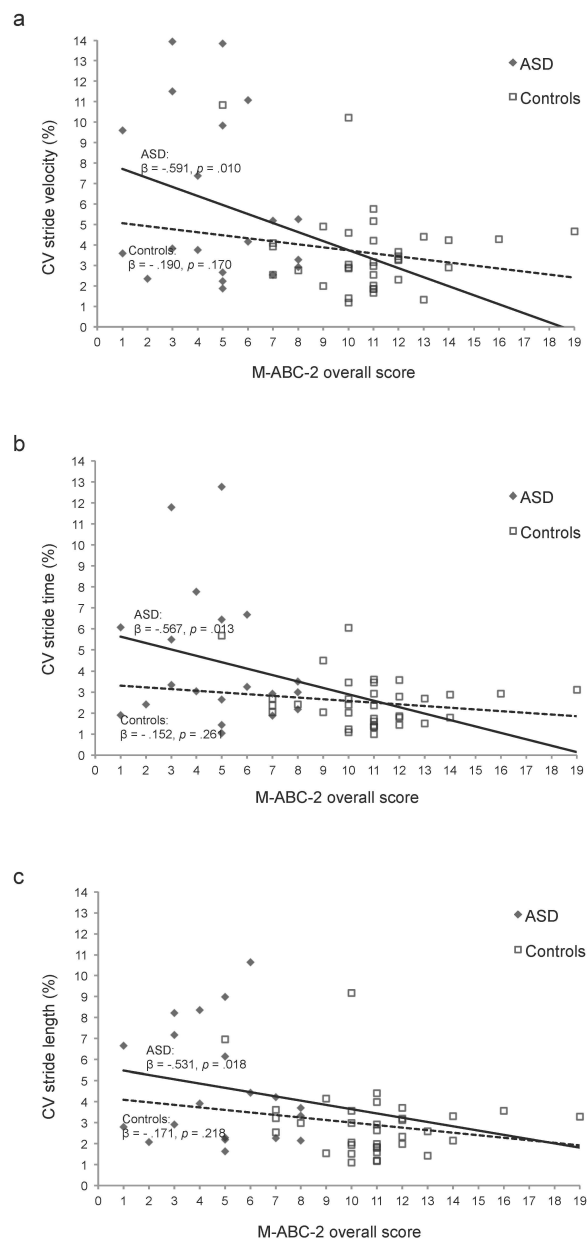 a
14
13
12
11
10
9
8
7
6
5
4
3
2
1
0
CV stride velocity (%)
ASD
Controls
ASD:
β = -.591, p = .010
Controls:
β = - .190, p = .170
0 1 2 3 4 5 6 7 8 9 10 11 12 13 14 15 16 17 18 19
M-ABC-2 overall score
b
14
13
12
11
10
9
8
7
6
5
4
3
2
1
0
CV stride time (%)
ASD
Controls
ASD:
β = -.567, p = .013
Controls:
β = - .152, p = .261
0 1 2 3 4 5 6 7 8 9 10 11 12 13 14 15 16 17 18 19
M-ABC-2 overall score
c
14
13
12
11
10
9
8
7
6
5
4
3
2
1
0
CV stride length (%)
ASD
Controls
ASD:
β = -.531, p = .018
Controls:
β = - .171, p = .218
0 1 2 3 4 5 6 7 8 9 10 11 12 13 14 15 16 17 18 19
M-ABC-2 overall score